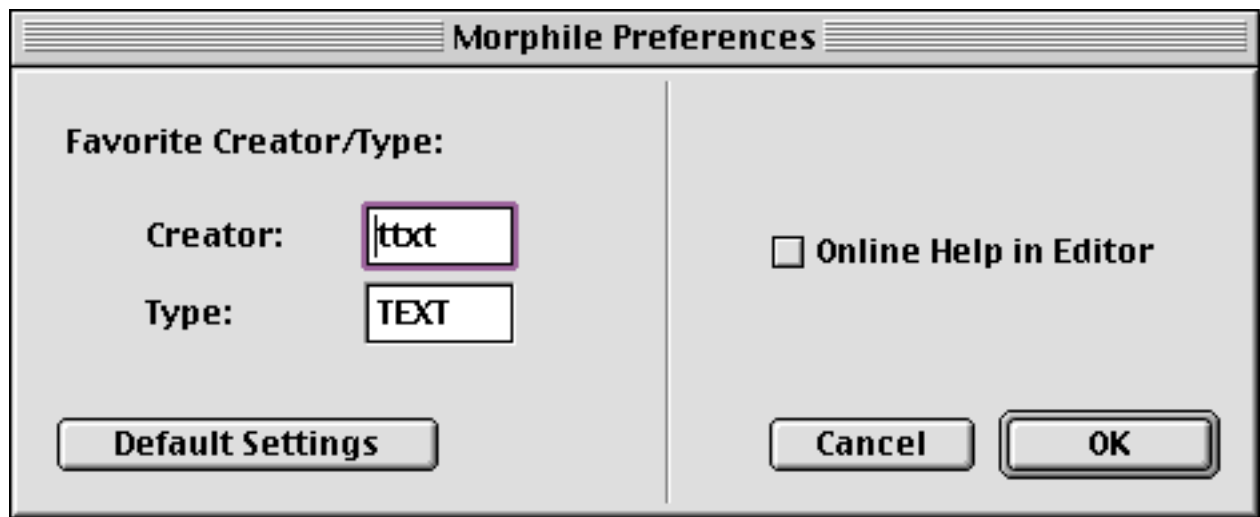 Morphile Preferences
Favorite Creator/Type:
Creator: ttxt
Type: TEXT
Online Help in Editor
Default Settings
Cancel
OK